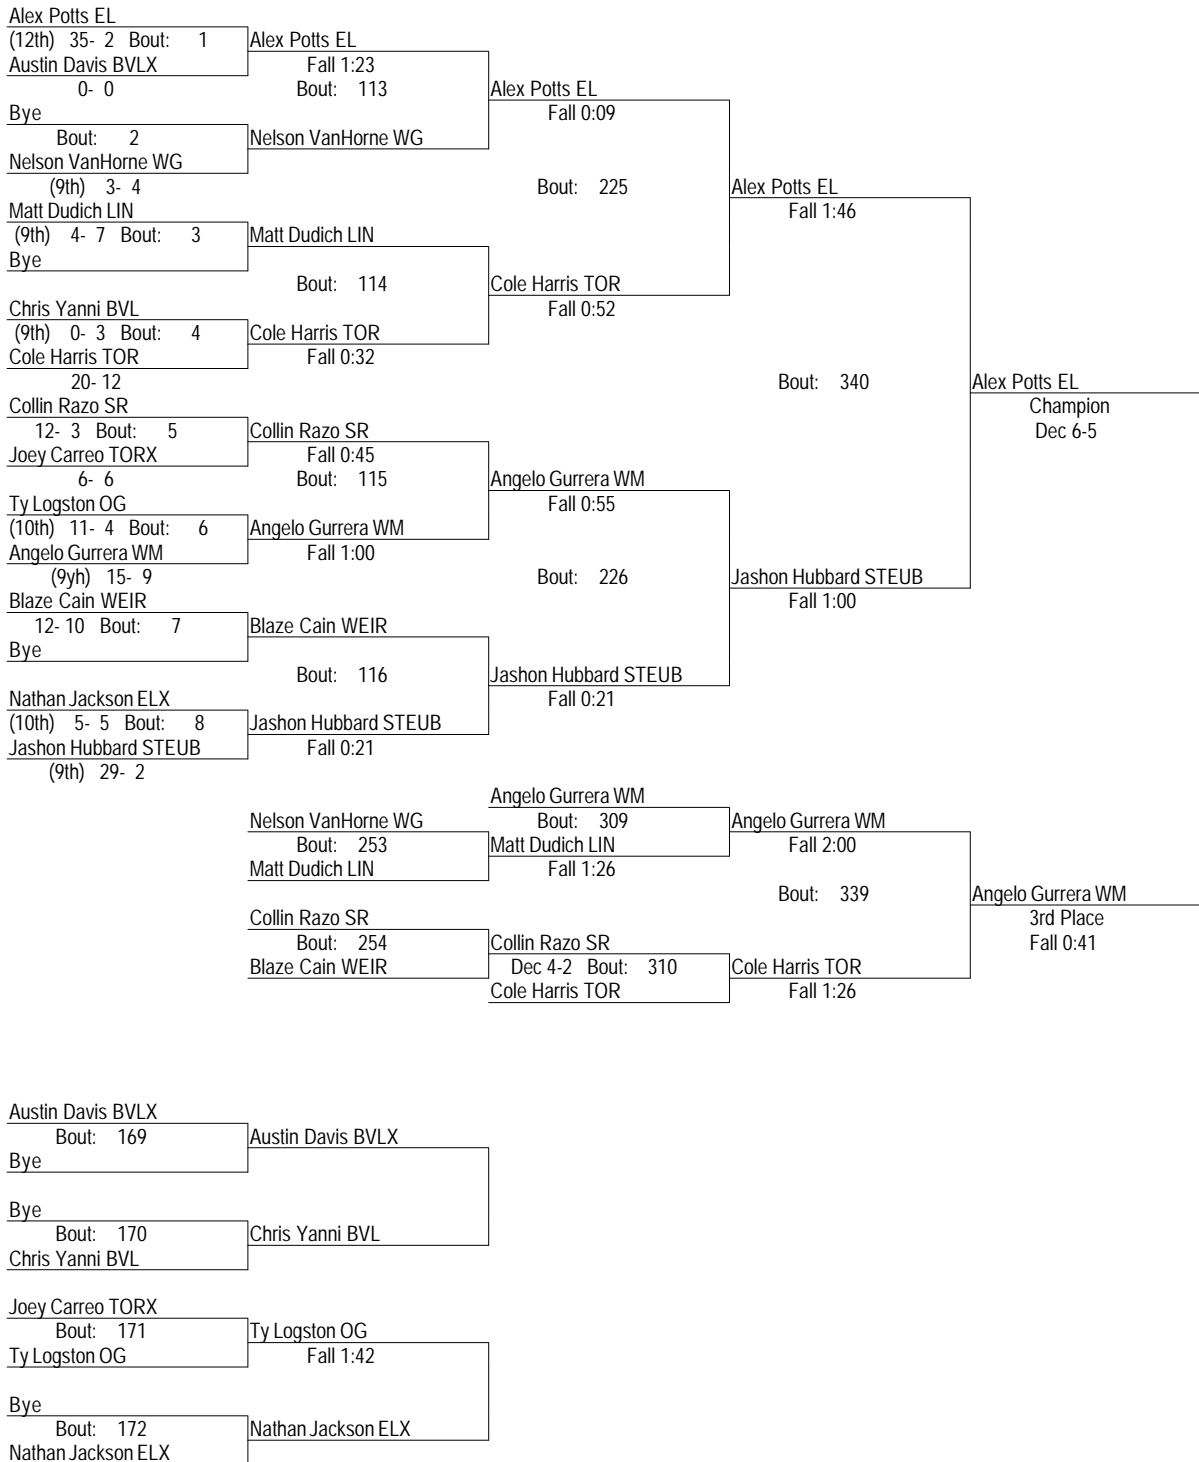 Alex Potts EL
(12th) 35- 2 Bout: 1
Alex Potts EL
Austin Davis BVLX
Fall 1:23
0- 0
Bout: 113
Alex Potts EL
Bye
Fall 0:09
Bout: 2
Nelson VanHorne WG
Nelson VanHorne WG
(9th) 3- 4
Bout: 225
Alex Potts EL
Matt Dudich LIN
Fall 1:46
(9th) 4- 7 Bout: 3
Matt Dudich LIN
Bye
Bout: 114
Cole Harris TOR
Chris Yanni BVL
Fall 0:52
(9th) 0- 3 Bout: 4
Cole Harris TOR
Cole Harris TOR
Fall 0:32
20- 12
Bout: 340
Alex Potts EL
Collin Razo SR
Champion
12- 3 Bout: 5
Collin Razo SR
Dec 6-5
Joey Carreo TORX
Fall 0:45
6- 6
Bout: 115
Angelo Gurrera WM
Ty Logston OG
Fall 0:55
(10th) 11- 4 Bout: 6
Angelo Gurrera WM
Angelo Gurrera WM
Fall 1:00
(9yh) 15- 9
Bout: 226
Jashon Hubbard STEUB
Blaze Cain WEIR
Fall 1:00
12- 10 Bout: 7
Blaze Cain WEIR
Bye
Bout: 116
Jashon Hubbard STEUB
Nathan Jackson ELX
Fall 0:21
(10th) 5- 5 Bout: 8
Jashon Hubbard STEUB
Jashon Hubbard STEUB
Fall 0:21
(9th) 29- 2
Angelo Gurrera WM
Nelson VanHorne WG
Bout: 309
Angelo Gurrera WM
Bout: 253
Matt Dudich LIN
Fall 2:00
Matt Dudich LIN
Fall 1:26
Bout: 339
Angelo Gurrera WM
Collin Razo SR
3rd Place
Bout: 254
Collin Razo SR
Fall 0:41
Blaze Cain WEIR
Dec 4-2 Bout: 310
Cole Harris TOR
Cole Harris TOR
Fall 1:26
Austin Davis BVLX
Bout: 169
Austin Davis BVLX
Bye
Bye
Bout: 170
Chris Yanni BVL
Chris Yanni BVL
Joey Carreo TORX
Bout: 171
Ty Logston OG
Ty Logston OG
Fall 1:42
Bye
Bout: 172
Nathan Jackson ELX
Nathan Jackson ELX